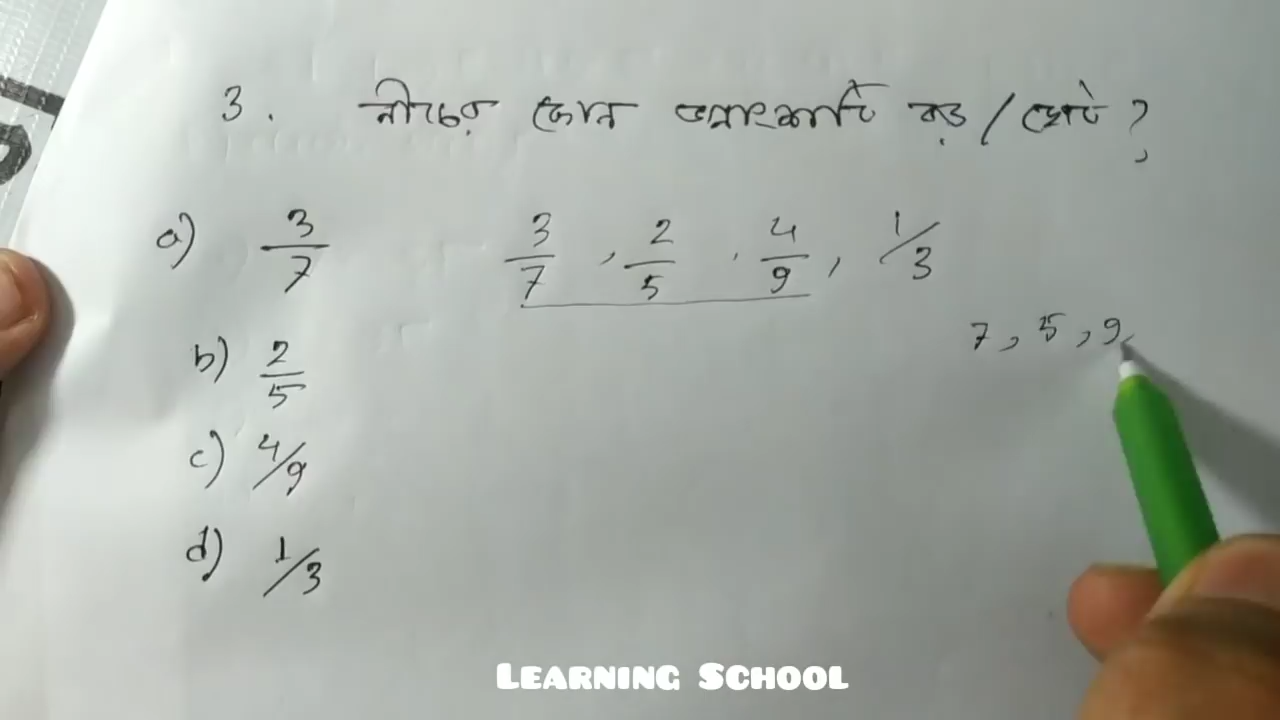 3. নীচের কোন ভগ্নাংশটি বড় / ছোট ?
a) 3/7
3/7 , 2/5 , 4/9 , 1/3
7 , 5 , 9,
b) 2/5
c) 4/9
d) 1/3
LEARNING SCHOOL